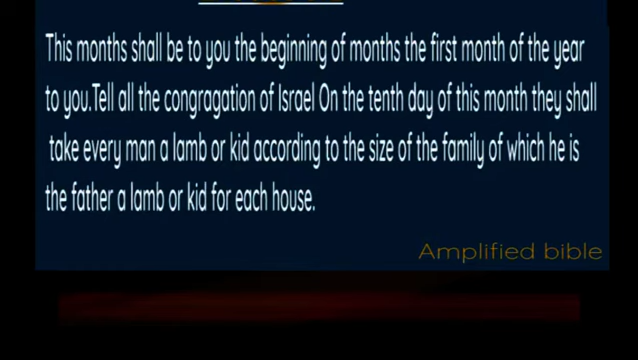 This months shall be to you the beginning of months the first month of the year
to you.Tell all the congragation of Israel On the tenth day of this month they shall
take every man a lamb or kid according to the size of the family of which he is
the father a lamb or kid for each house.
Amplified bible